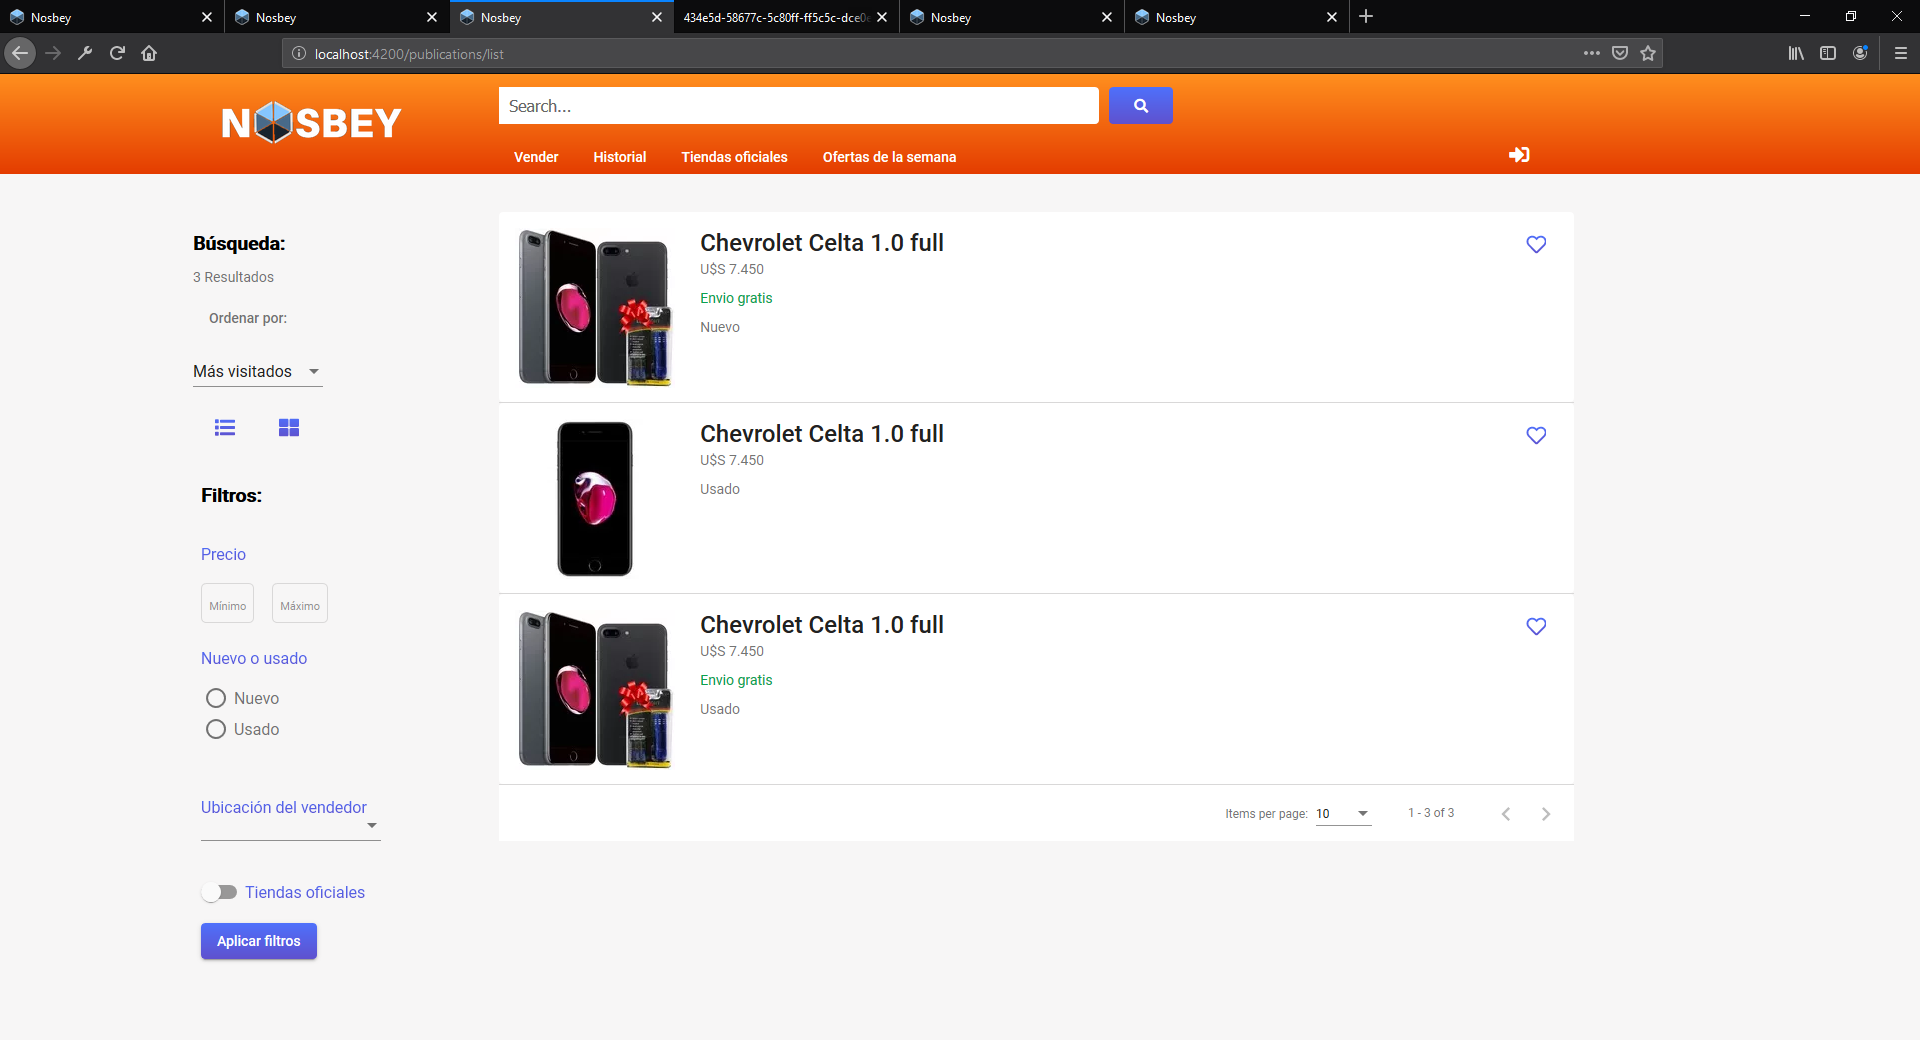 Nosbey
Nosbey
Nosbey
434e5d-58677c-5c80ff-ff5c5c-dce0
Nosbey
Nosbey
localhost:4200/publications/list
NOSBEY
Search...
Vender
Historial
Tiendas oficiales
Ofertas de la semana
Búsqueda:
3 Resultados
Ordenar por:
Más visitados
Filtros:
Precio
Mínimo
Máximo
Nuevo o usado
Nuevo
Usado
Ubicación del vendedor
Tiendas oficiales
Aplicar filtros
Chevrolet Celta 1.0 full
U$S 7.450
Envio gratis
Nuevo
Chevrolet Celta 1.0 full
U$S 7.450
Usado
Chevrolet Celta 1.0 full
U$S 7.450
Envio gratis
Usado
Items per page: 10
1 - 3 of 3